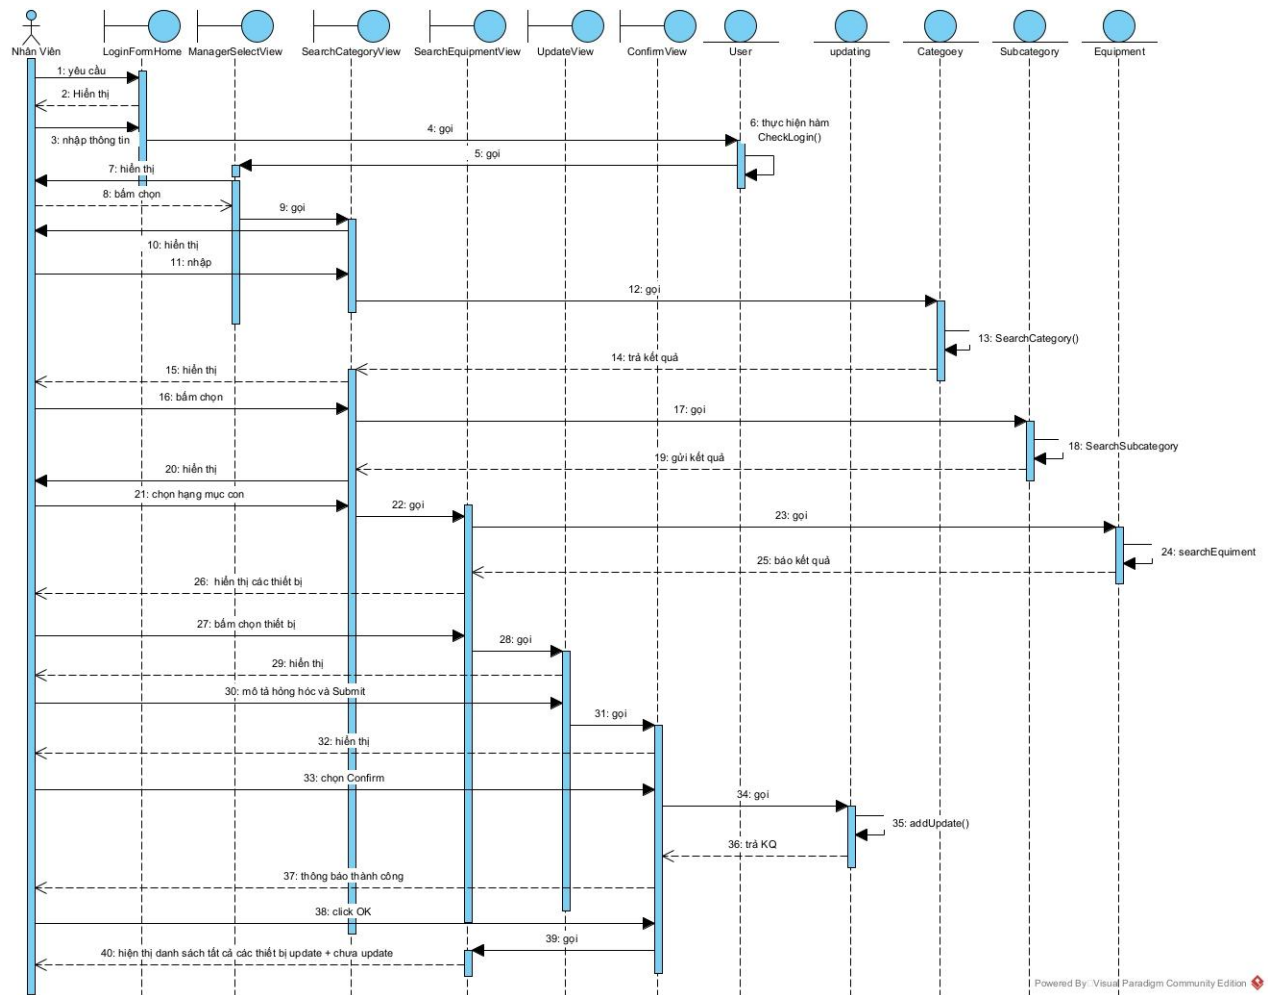 Nhân Viên
LoginFormHome
ManagerSelectView
SearchCategoryView
SearchEquiptmentView
UpdateView
ConfirmView
User
updating
Categoey
Subcategory
Equipment
1: yêu cầu
2: Hiển thị
3: nhập thông tin
4: gọi
6: thực hiện hàm
CheckLogin()
5: gọi
7: hiển thị
8: bấm chọn
9: gọi
10: hiển thị
11: nhập
12: gọi
13: SearchCategory()
14: trả kết quả
15: hiển thị
16: bấm chọn
17: gọi
18: SearchSubcategory
19: gửi kết quả
20: hiển thị
21: chọn hạng mục con
22: gọi
23: gọi
24: searchEquiment
25: báo kết quả
26: hiển thị các thiết bị
27: bấm chọn thiết bị
28: gọi
29: hiển thị
30: mô tả hỏng hóc và Submit
31: gọi
32: hiển thị
33: chọn Confirm
34: gọi
35: addUpdate()
36: trả KQ
37: thông báo thành công
38: click OK
39: gọi
40: hiện thị danh sách tất cả các thiết bị update + chưa update
Powered By Visual Paradigm Community Edition